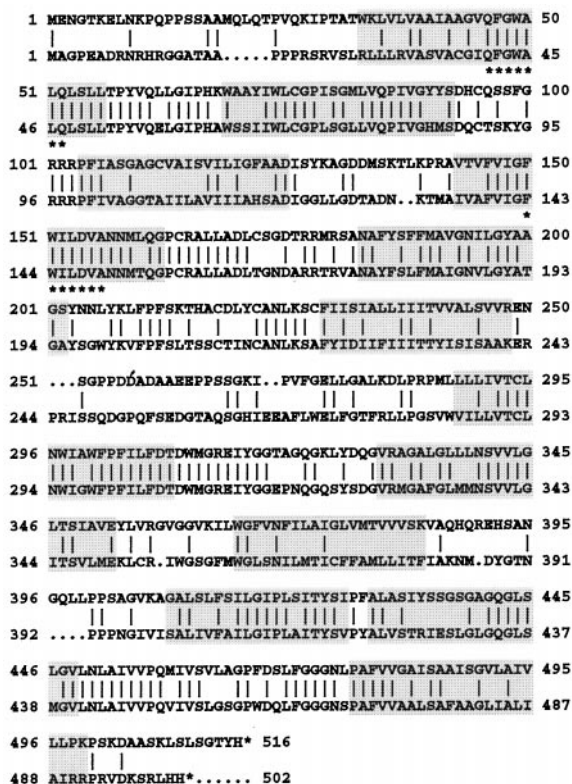 1 MENGTKELNKPQPPSSAAMQLQTPVQKIPTATWKLVLVAAIAAGVQFGWA 50
1 MAGPEADRNRHRGGATAA.....PPPRSRVSLRLLLRVASVACGIQFGWA 45
*****
51 LQLSLLTPYVQLLGIPHKWAAYIWLCGPISGMLVQPIVGYYSDHCQSSFG 100
46 LQLSLLTPYVQELGIPHAWSSIIWLCGPLSGLLVQPIVGHMSDQCTSKYG 95
**
101 RRRPFIASGAGCVAISVILIGFAADISYKAGDDMSKTLKPRAVTVFVIGF 150
96 RRRPFIVAGGTAIILAVIIIAHSADIGGLLGDTADN..KTMAIVAFVIGF 143
*
151 WILDVANNMLQGPCRALLADLCSGDTRRMRSANAFYSFFMAVGNILGYAA 200
144 WILDVANNMTQGPCRALLADLTGNDARRTRVANAYFSLFMAIGNVLGYAT 193
******
201 GSYNNLYKLFPFSKTHACDLYCANLKSCFIISIALLIIITVVALSVVREN 250
194 GAYSGWYKVFPFSLTSSCTINCANLKSAFYIDIIFIIITTYISISAAKER 243
251 ...SGPPDDADAAEEPPSSGKI..PVFGELLGALKDLPRPMLLLLIVTCL 295
244 PRISSQDGPQFSEDGTAQSGHIEEAFLWELFGTFRLLPGSVWVILLVTCL 293
296 NWIAWFPFILFDTDWMGREIYGGTAGQGKLYDQGVRAGALGLLLNSVVLG 345
294 NWIGWFPFILFDTDWMGREIYGGEPNQGQSYSDGVRMGAFGLMMNSVVLG 343
346 LTSIAVEYLVRGVGGVKILWGFVNFILAIGLVMTVVVSKVAQHQREHSAN 395
344 ITSVLMEKLCR.IWGSGFMWGLSNILMTICFFAMLLITFIAKNM.DYGTN 391
396 GQLLPPSAGVKAGALSLFSILGIPLSITYSIPFALASIYSSGSGAGQGLS 445
392 ....PPPNGIVISALIVFAILGIPLAITYSVPYALVSTRIESLGLGQGLS 437
446 LGVLNLAIVVPQMIVSVLAGPFDSLFGGGNLPAFVVGAISAAISGVLAIV 495
438 MGVLNLAIVVPQVIVSLGSGPWDQLFGGGNSPAFVVAALSAFAAGLIALI 487
496 LLPKPSKDAASKLSLSGTYH* 516
488 AIRRPRVDKSRLHH*...... 502